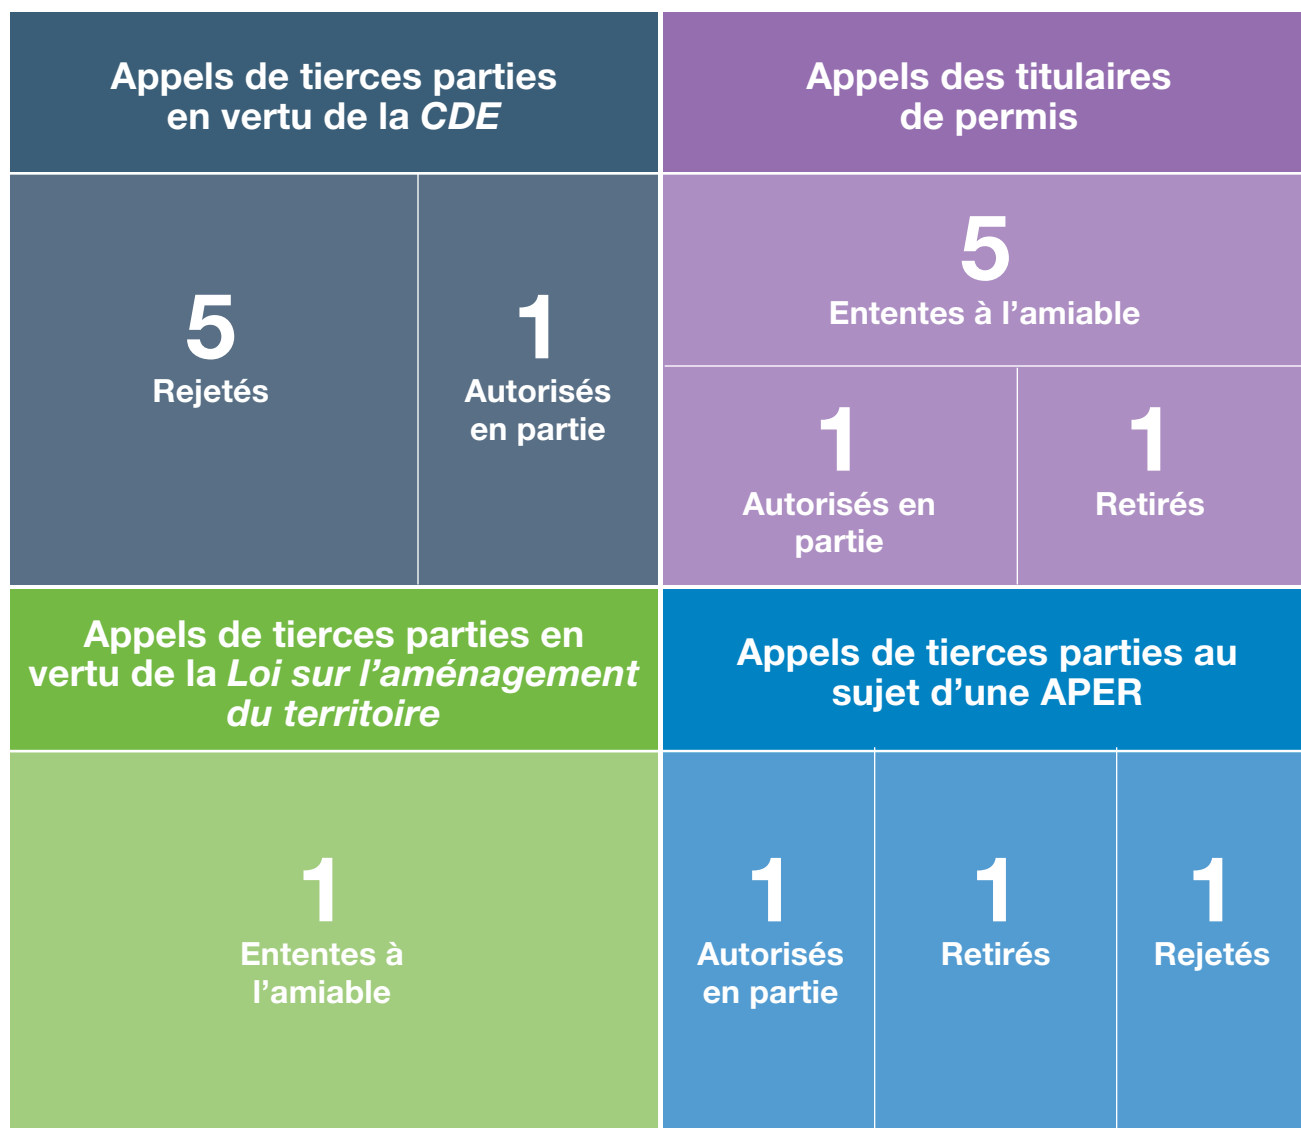 Appels de tierces parties
en vertu de la CDE
5
Rejetés
1
Autorisés
en partie
Appels des titulaires
de permis
5
Ententes à l’amiable
1
Autorisés en
partie
1
Retirés
Appels de tierces parties en
vertu de la Loi sur l’aménagement
du territoire
1
Ententes à
l’amiable
Appels de tierces parties au
sujet d’une APER
1
Autorisés
en partie
1
Retirés
1
Rejetés